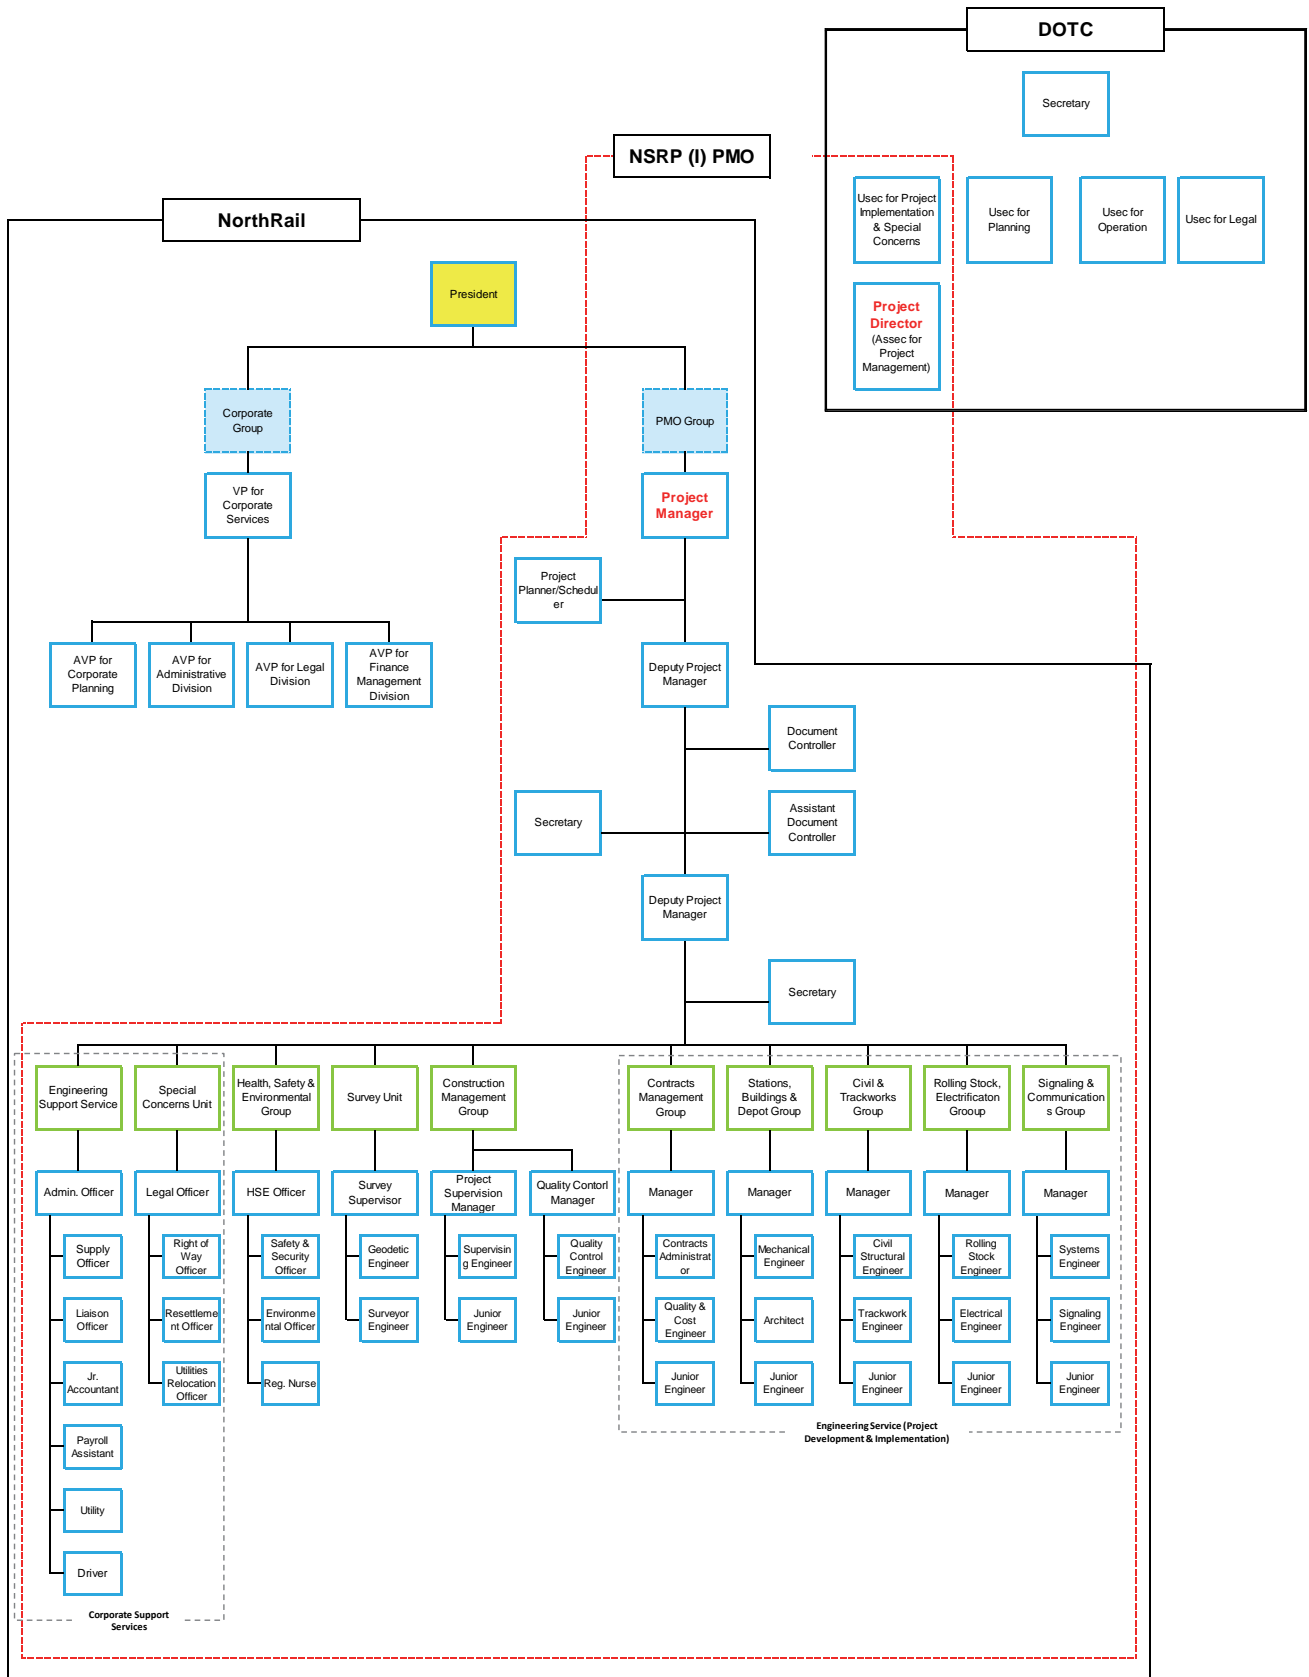 DOTC
Secretary
NSRP (I) PMO
Usec for Project
Implementation
& Special
Concerns
Usec for
Planning
Usec for
Operation
Usec for Legal
NorthRail
President
Project
Director
(Assec for
Project
Management)
Corporate
Group
PMO Group
VP for
Corporate
Services
Project
Manager
Project
Planner/Schedul
er
AVP for
Corporate
Planning
AVP for
Administrative
Division
AVP for Legal
Division
AVP for
Finance
Management
Division
Deputy Project
Manager
Document
Controller
Secretary
Assistant
Document
Controller
Deputy Project
Manager
Secretary
Engineering
Support Service
Special
Concerns Unit
Health, Safety &
Environmental
Group
Survey Unit
Construction
Management
Group
Contracts
Management
Group
Stations,
Buildings &
Depot Group
Civil &
Trackworks
Group
Rolling Stock,
Electrificaton
Grooup
Signaling &
Communication
s Group
Admin. Officer
Legal Officer
HSE Officer
Survey
Supervisor
Project
Supervision
Manager
Quality Contorl
Manager
Manager
Manager
Manager
Manager
Manager
Supply
Officer
Right of
Way
Officer
Safety &
Security
Officer
Geodetic
Engineer
Supervisin
g Engineer
Quality
Control
Engineer
Contracts
Administrat
or
Mechanical
Engineer
Civil
Structural
Engineer
Rolling
Stock
Engineer
Systems
Engineer
Liaison
Officer
Resettleme
nt Officer
Environme
ntal Officer
Surveyor
Engineer
Junior
Engineer
Junior
Engineer
Quality &
Cost
Engineer
Architect
Trackwork
Engineer
Electrical
Engineer
Signaling
Engineer
Jr.
Accountant
Utilities
Relocation
Officer
Reg. Nurse
Junior
Engineer
Junior
Engineer
Junior
Engineer
Junior
Engineer
Junior
Engineer
Payroll
Assistant
Engineering Service (Project
Development & Implementation)
Utility
Driver
Corporate Support
Services